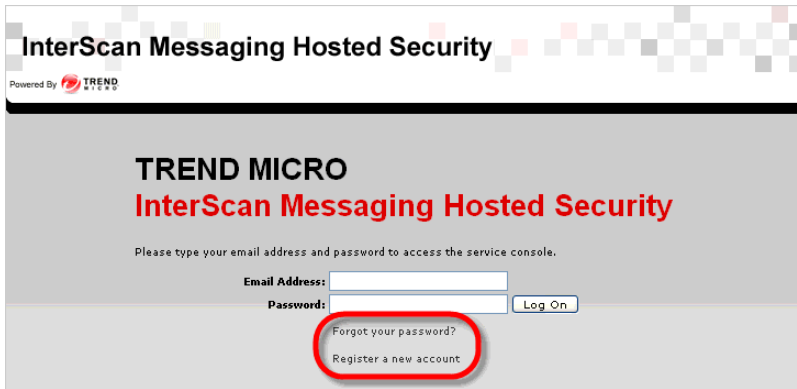 InterScan Messaging Hosted Security
Powered By TREND MICRO
TREND MICRO
InterScan Messaging Hosted Security
Please type your email address and password to access the service console.
Email Address:
Password: Log On
Forgot your password?
Register a new account